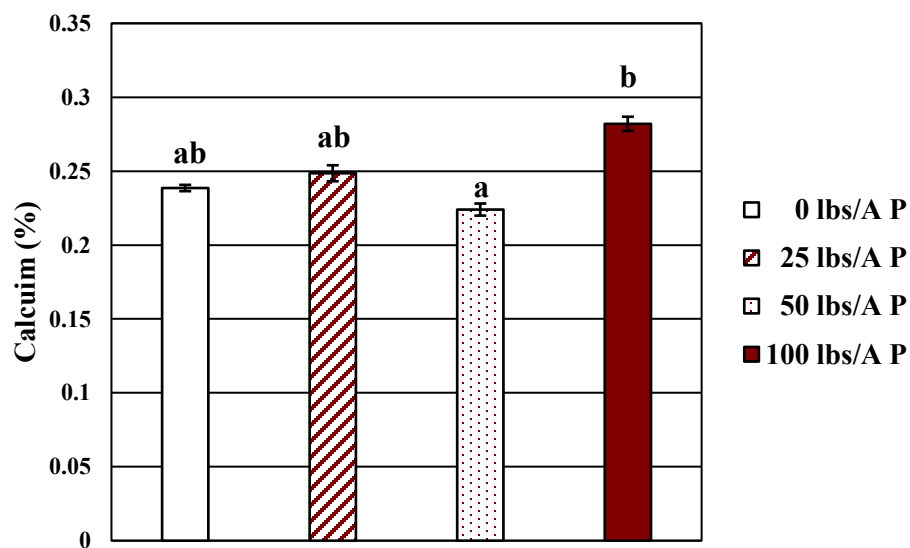 0.35
0.3
0.25
0.2
0.15
0.1
0.05
0
Calcuim (%)
ab
ab
a
b
0 lbs/A P
25 lbs/A P
50 lbs/A P
100 lbs/A P